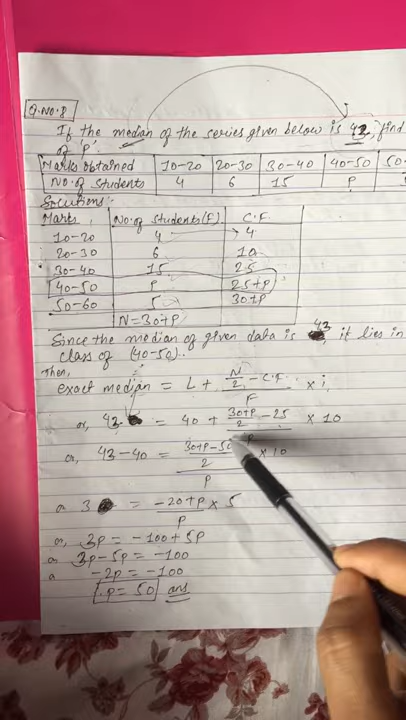 Q.No.8
If the median of the series given below is 42, find
of 'P'.
Marks obtained 10-20 20-30 30-40 40-50 50-
No. of students 4 6 15 P
Solution:-
Marks No. of students (F) C.F
10-20 4 4
20-30 6 10
30-40 15 25
40-50 P 25+P
50-60 5 30+P
N=30+P
Since the median of given data is 43, it lies in
class of (40-50)..
Then,
exact median = L + N/2 - C.F / F × i
or, 43 = 40 + 30+P/2 - 25 / P × 10
or, 43-40 = 30+P-50/2 / P × 10
or 3 = -20+P/P × 5
or, 3P = -100+5P
or 3P-5P = -100
or -2P = -100
P = 50 ans